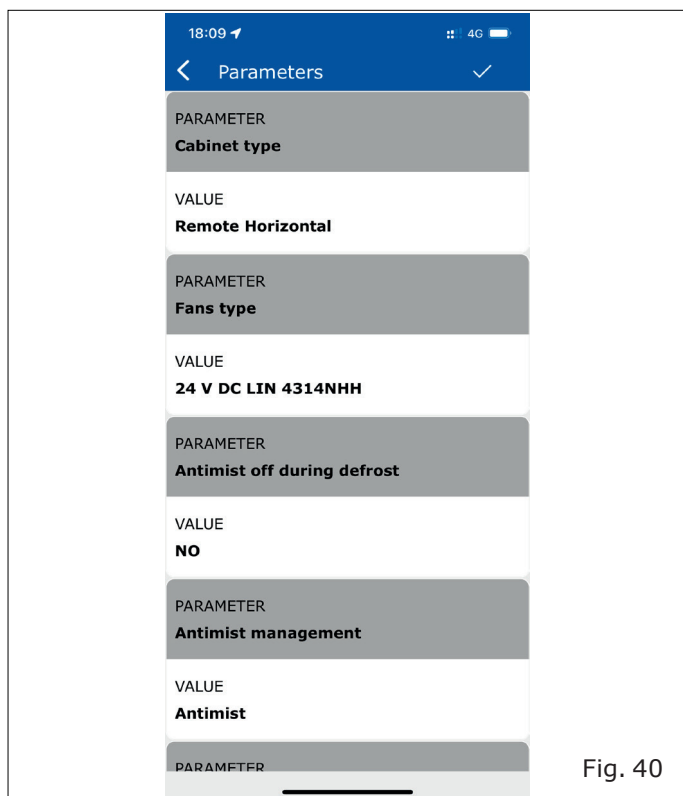 18:09
4G
Parameters
PARAMETER
Cabinet type
VALUE
Remote Horizontal
PARAMETER
Fans type
VALUE
24 V DC LIN 4314NHH
PARAMETER
Antimist off during defrost
VALUE
NO
PARAMETER
Antimist management
VALUE
Antimist
PARAMETER
Fig. 40